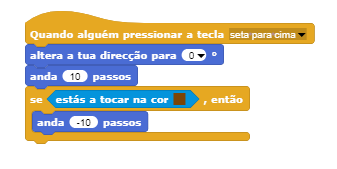 Quando alguém pressionar a tecla seta para cima
altera a tua direcção para 0 °
anda 10 passos
se estás a tocar na cor , então
anda -10 passos